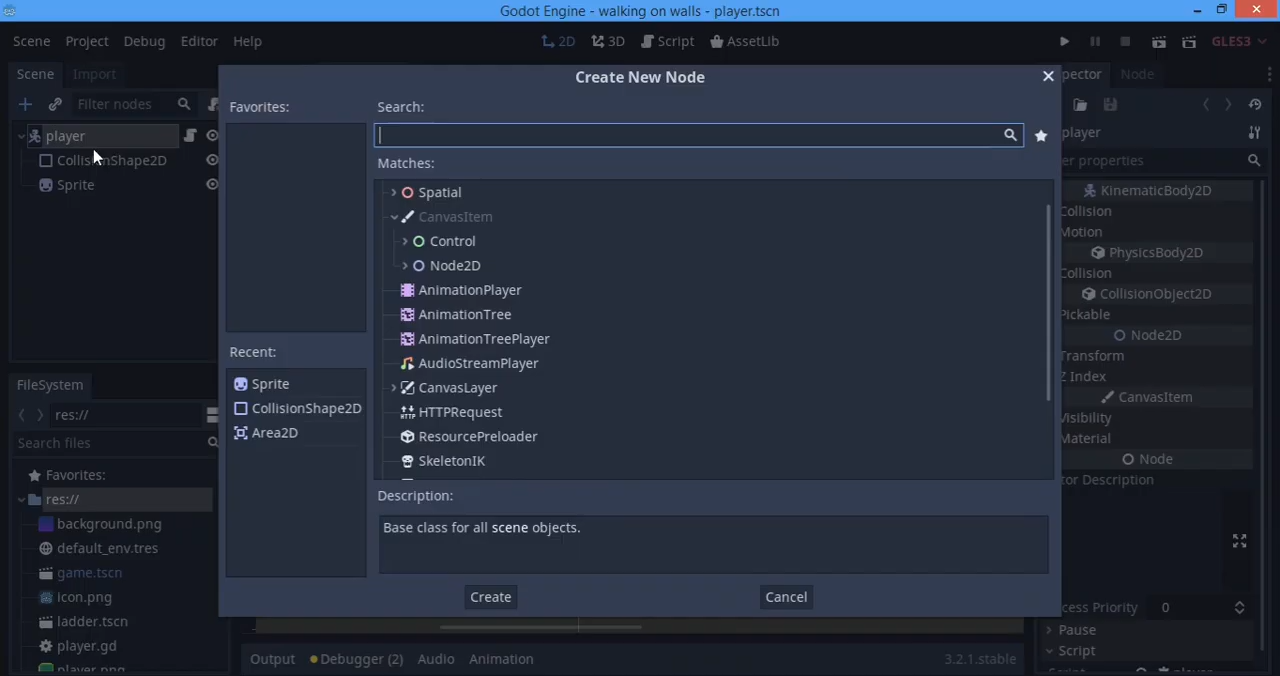 Godot Engine - walking on walls - player.tscn
Scene Project Debug Editor Help 2D 3D Script AssetLib GLES3
Scene Import Create New Node Node
Filter nodes Favorites: Search:
player
CollisionShape2D
Sprite
Matches:
Spatial
CanvasItem
Control
Node2D
AnimationPlayer
AnimationTree
AnimationTreePlayer
AudioStreamPlayer
CanvasLayer
HTTPRequest
ResourcePreloader
SkeletonIK
Recent:
Sprite
CollisionShape2D
Area2D
Description:
Base class for all scene objects.
Create Cancel
FileSystem
res://
Search files
Favorites:
res://
background.png
default_env.tres
game.tscn
icon.png
ladder.tscn
player.gd
player.png
Output Debugger (2) Audio Animation 3.2.1.stable
player
properties
KinematicBody2D
Collision
Motion
PhysicsBody2D
Collision
CollisionObject2D
Pickable
Node2D
Transform
Z Index
CanvasItem
Visibility
Material
Node
Description
Priority 0
Pause
Script